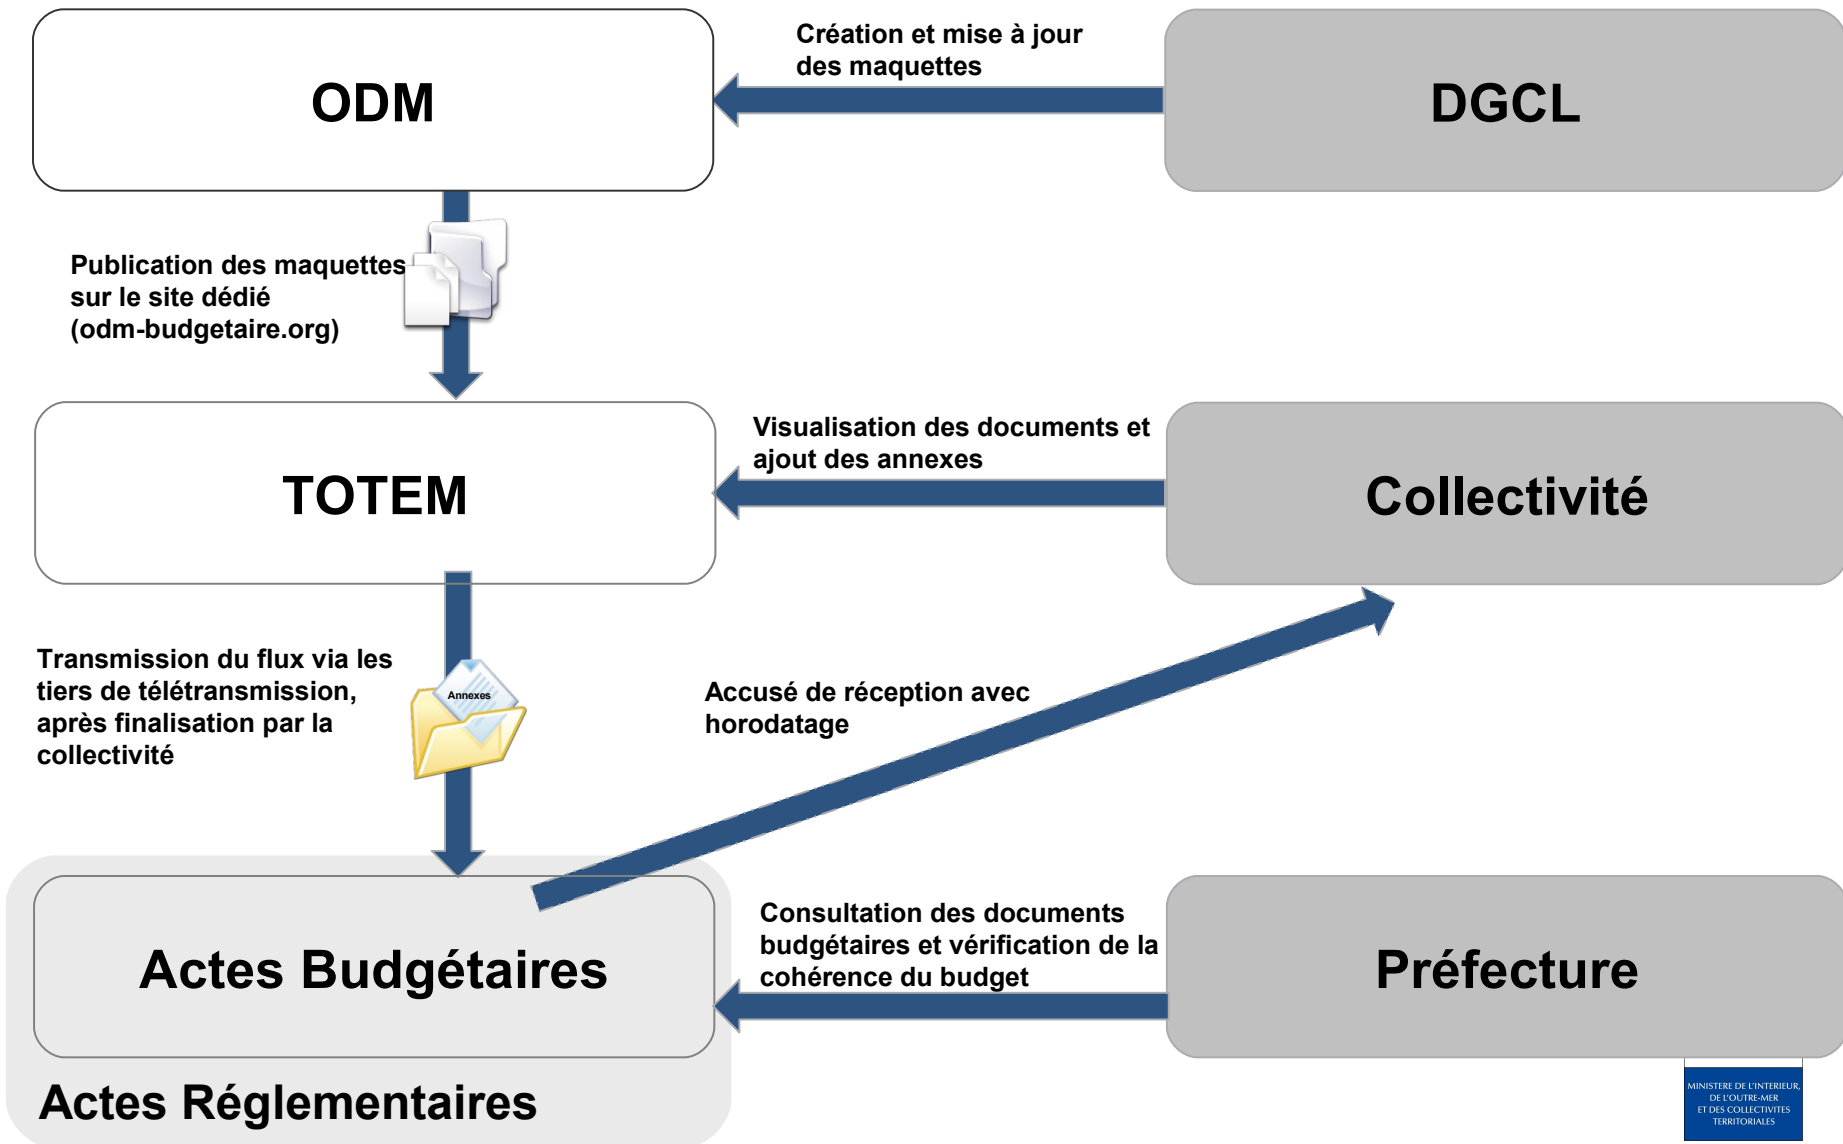 ODM
Création et mise à jour
des maquettes
DGCL
Publication des maquettes
sur le site dédié
(odm-budgetaire.org)
TOTEM
Visualisation des documents et
ajout des annexes
Collectivité
Transmission du flux via les
tiers de télétransmission,
après finalisation par la
collectivité
Annexes
Accusé de réception avec
horodatage
Actes Budgétaires
Consultation des documents
budgétaires et vérification de la
cohérence du budget
Préfecture
Actes Réglementaires
MINISTERE DE L'INTERIEUR,
DE L'OUTRE-MER
ET DES COLLECTIVITES
TERRITORIALES